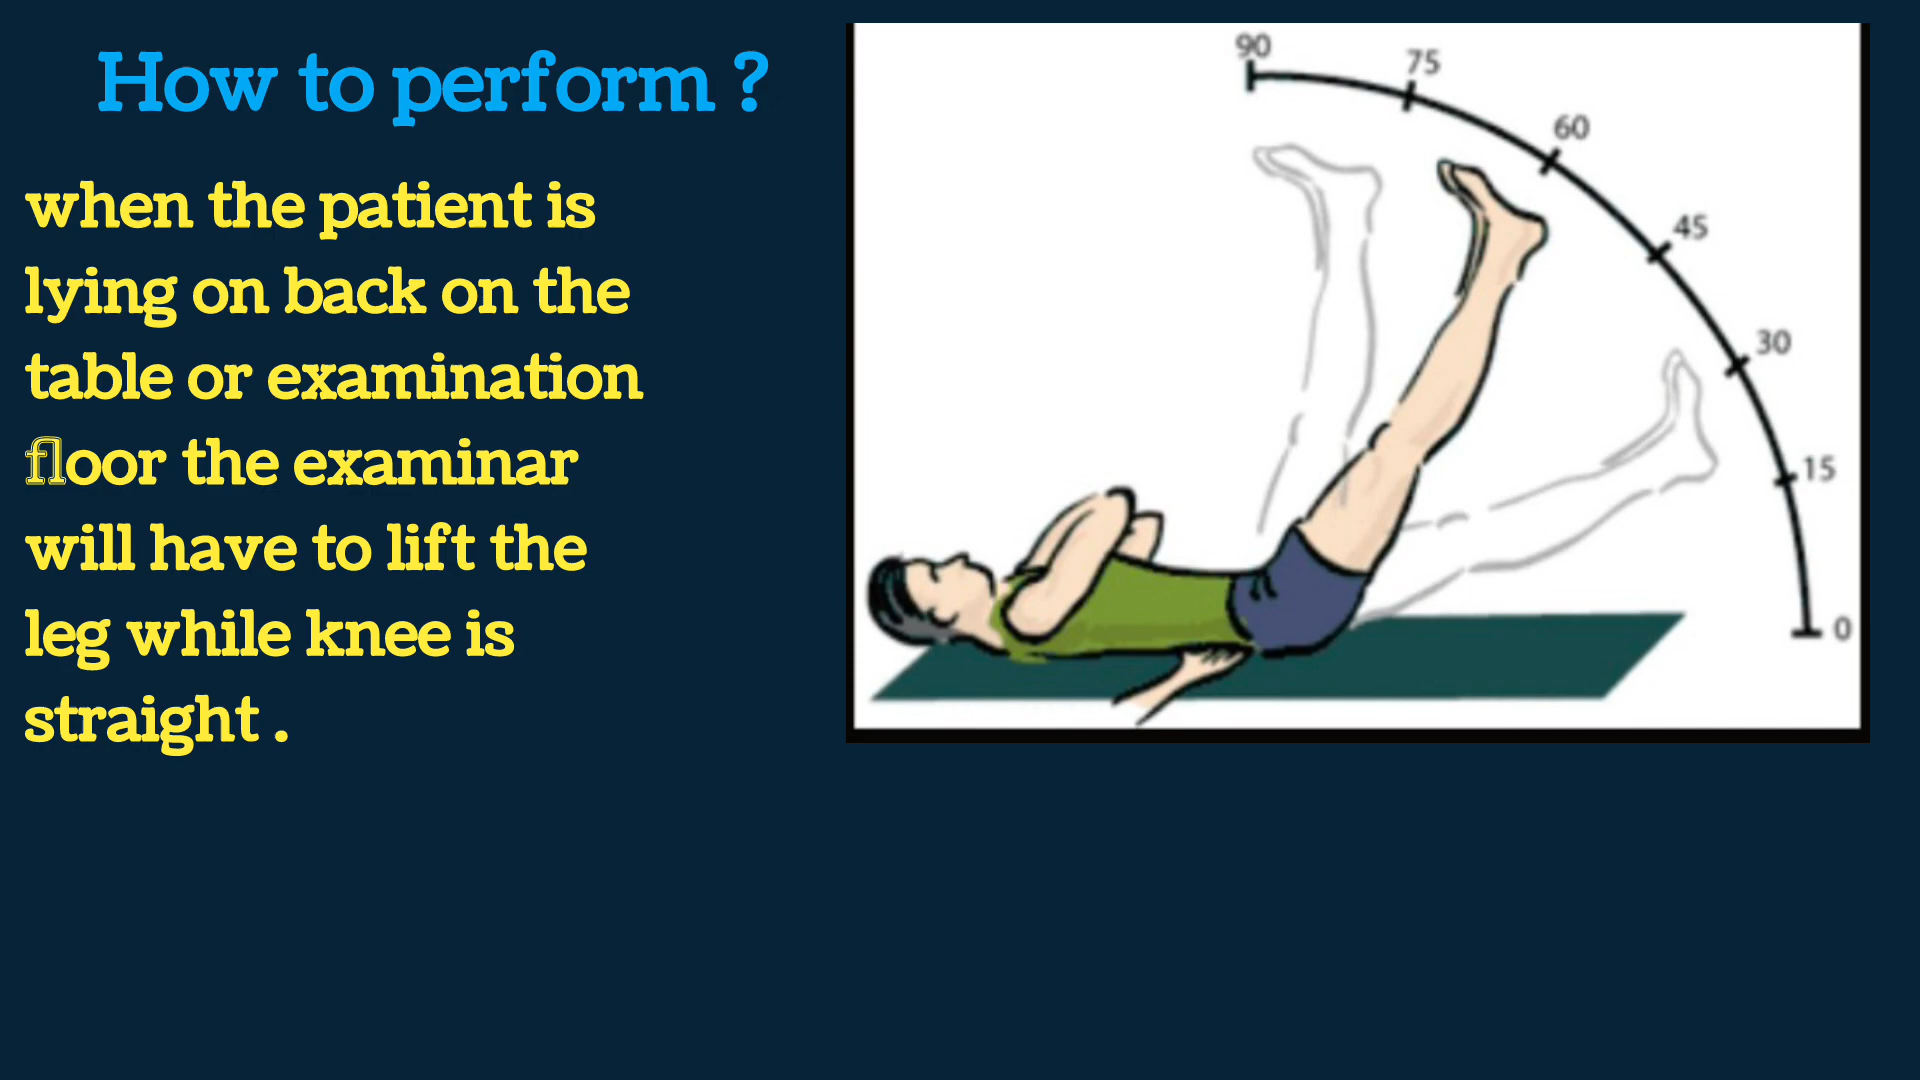 How to perform ?
when the patient is
lying on back on the
table or examination
floor the examinar
will have to lift the
leg while knee is
straight .
90
75
60
45
30
15
0